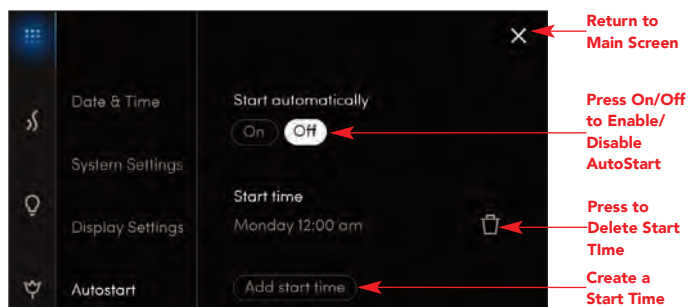 Return to
Main Screen
Date & Time
Start automatically
On Off
Press On/Off
to Enable/
Disable
AutoStart
System Settings
Start time
Display Settings
Monday 12:00 am
Press to
Delete Start
TIme
Autostart
Add start time
Create a
Start Time